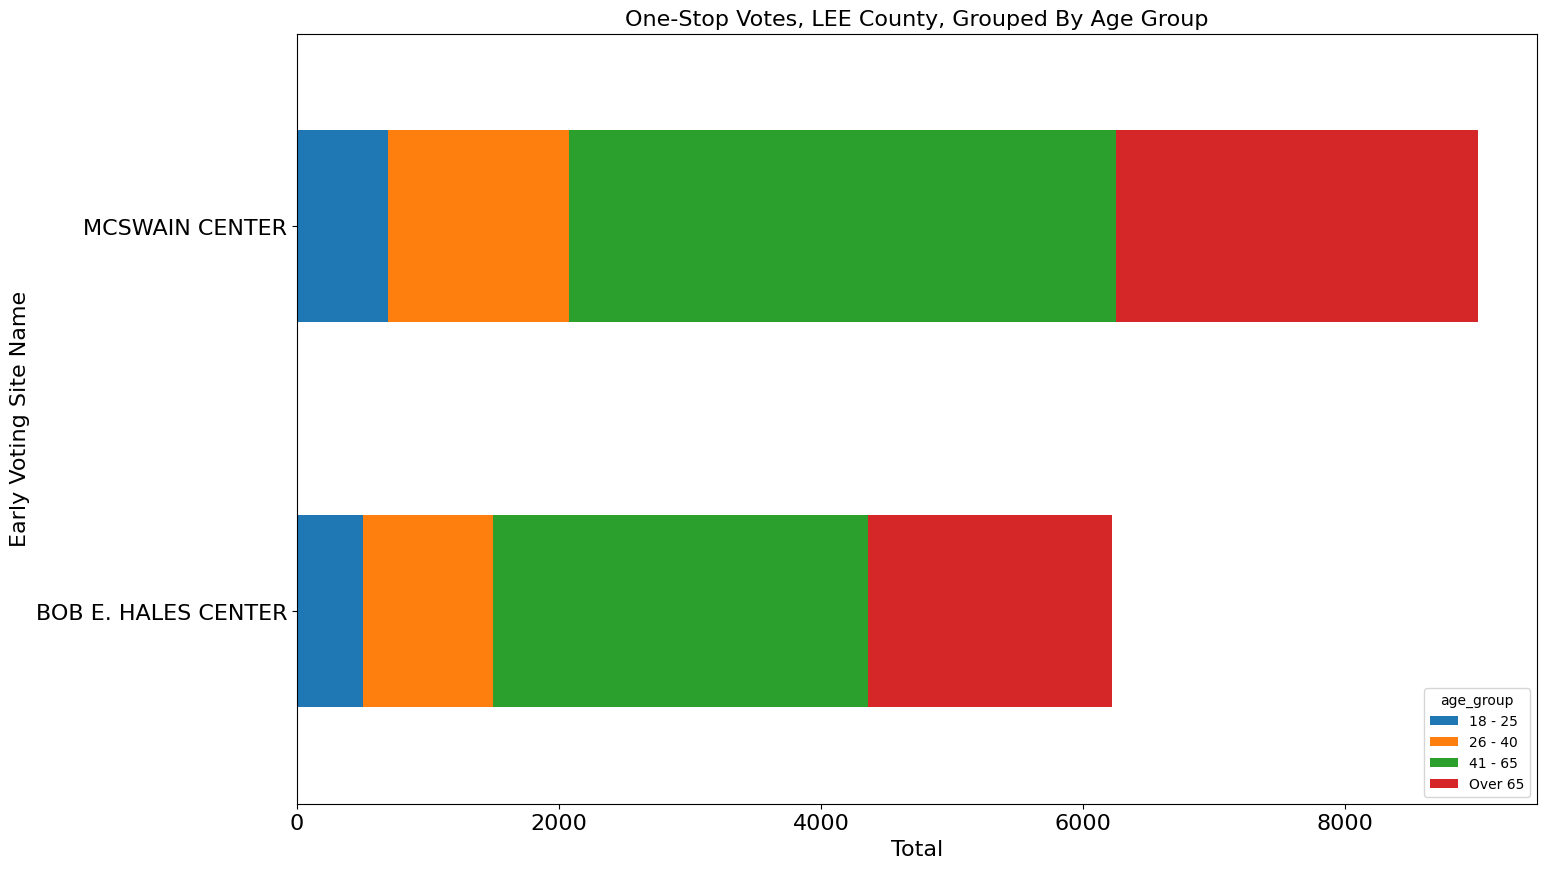 One-Stop Votes, LEE County, Grouped By Age Group
Early Voting Site Name
MCSWAIN CENTER
BOB E. HALES CENTER
0 2000 4000 6000 8000
Total
age_group
18 - 25
26 - 40
41 - 65
Over 65